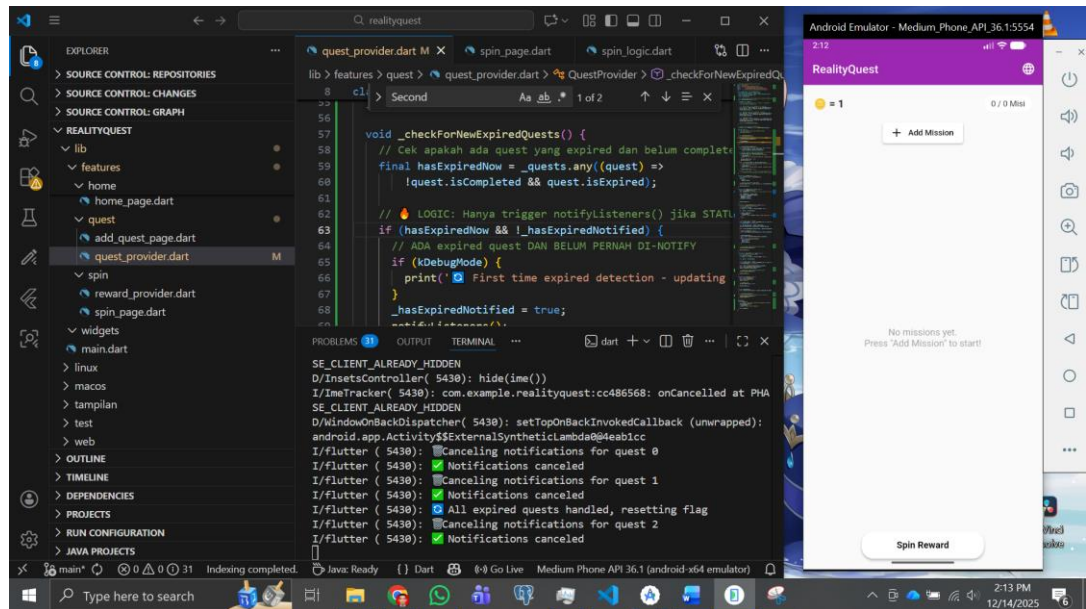 realityquest
EXPLORER
SOURCE CONTROL: REPOSITORIES
SOURCE CONTROL: CHANGES
SOURCE CONTROL: GRAPH
REALITYQUEST
lib
features
home
home_page.dart
quest
add_quest_page.dart
quest_provider.dart M
spin
reward_provider.dart
spin_page.dart
widgets
main.dart
linux
macos
tampilan
test
web
OUTLINE
TIMELINE
DEPENDENCIES
PROJECTS
RUN CONFIGURATION
JAVA PROJECTS
quest_provider.dart M spin_page.dart spin_logic.dart
lib > features > quest > quest_provider.dart > QuestProvider > _checkForNewExpiredQu
8 cl
Second Aa ab .* 1 of 2
55
56
57 void _checkForNewExpiredQuests() {
58 // Cek apakah ada quest yang expired dan belum complete
59 final hasExpiredNow = _quests.any((quest) =>
60 !quest.isCompleted && quest.isExpired);
61
62 // 🔥 LOGIC: Hanya trigger notifyListeners() jika STATU
63 if (hasExpiredNow && !_hasExpiredNotified) {
64 // ADA expired quest DAN BELUM PERNAH DI-NOTIFY
65 if (kDebugMode) {
66 print('🔄 First time expired detection - updating
67 }
68 _hasExpiredNotified = true;
69 notifyListeners();
PROBLEMS 31 OUTPUT TERMINAL ... dart
SE_CLIENT_ALREADY_HIDDEN
D/InsetsController( 5430): hide(ime())
I/ImeTracker( 5430): com.example.realityquest:cc486568: onCancelled at PHA
SE_CLIENT_ALREADY_HIDDEN
D/WindowOnBackDispatcher( 5430): setTopOnBackInvokedCallback (unwrapped):
android.app.Activity$$ExternalSyntheticLambda0@4eab1cc
I/flutter ( 5430): 🗑️Canceling notifications for quest 0
I/flutter ( 5430): ✅ Notifications canceled
I/flutter ( 5430): 🗑️Canceling notifications for quest 1
I/flutter ( 5430): ✅ Notifications canceled
I/flutter ( 5430): 🔄 All expired quests handled, resetting flag
I/flutter ( 5430): 🗑️Canceling notifications for quest 2
I/flutter ( 5430): ✅ Notifications canceled
main* 0 0 31 Indexing completed. Java: Ready {} Dart Go Live Medium Phone API 36.1 (android-x64 emulator)
Android Emulator - Medium_Phone_API_36.1:5554
2:12
RealityQuest
= 1 0 / 0 Misi
+ Add Mission
No missions yet.
Press "Add Mission" to start!
Spin Reward
Type here to search
2:13 PM
12/14/2025
6